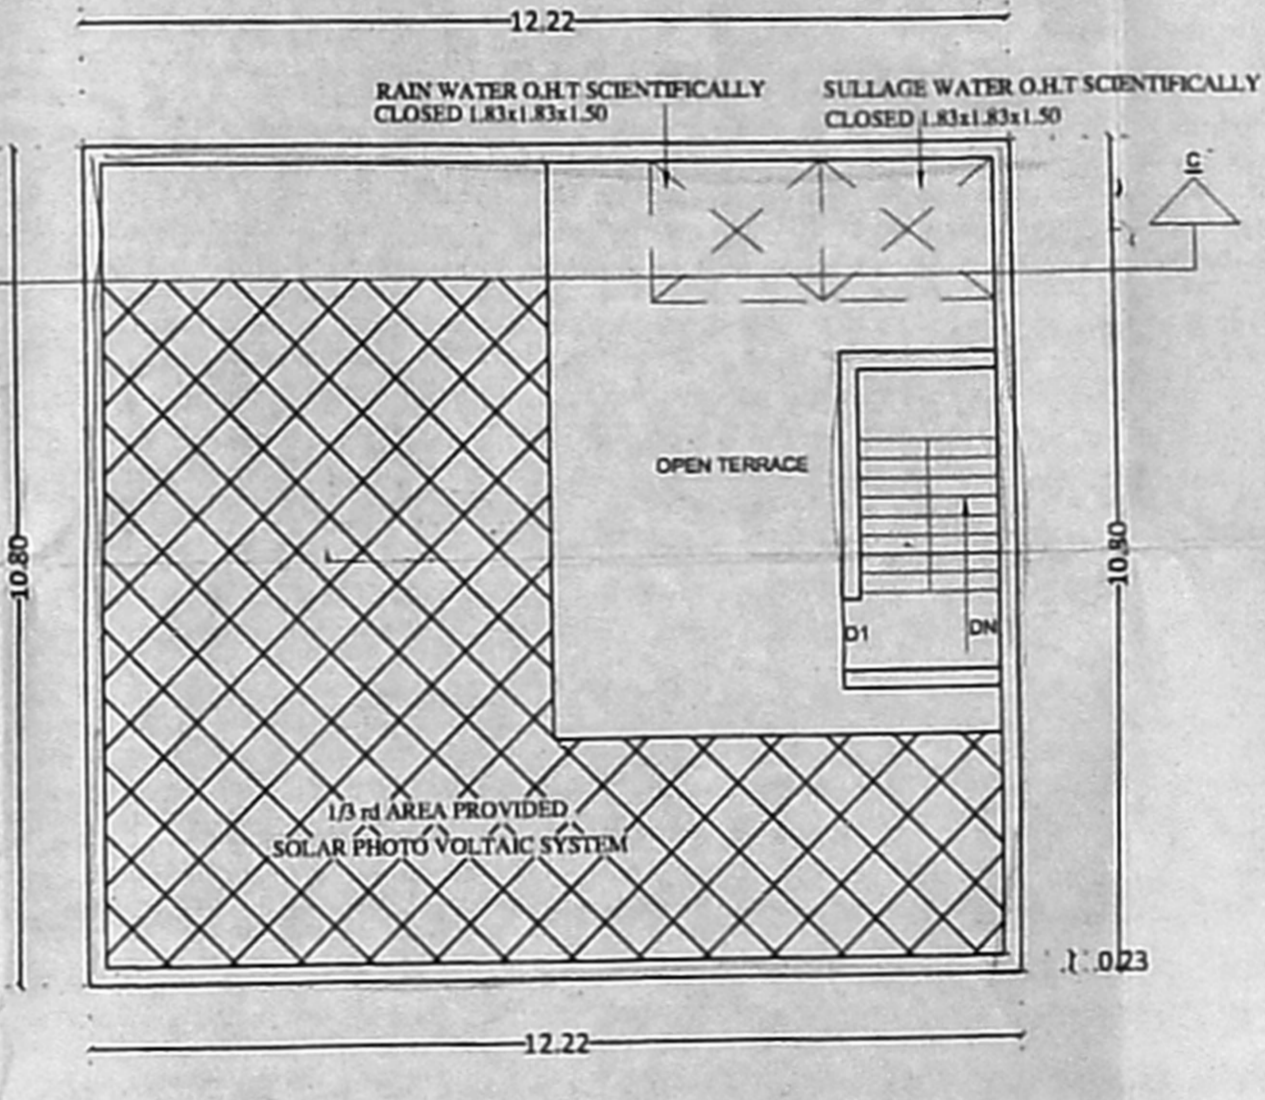 12.22
RAIN WATER O.H.T SCIENTIFICALLY
CLOSED 1.83x1.83x1.50
SULLAGE WATER O.H.T SCIENTIFICALLY
CLOSED 1.83x1.83x1.50
C
OPEN TERRACE
10.80
10.80
D1
DN
1/3 rd AREA PROVIDED
SOLAR PHOTO VOLTAIC SYSTEM
0.23
12.22